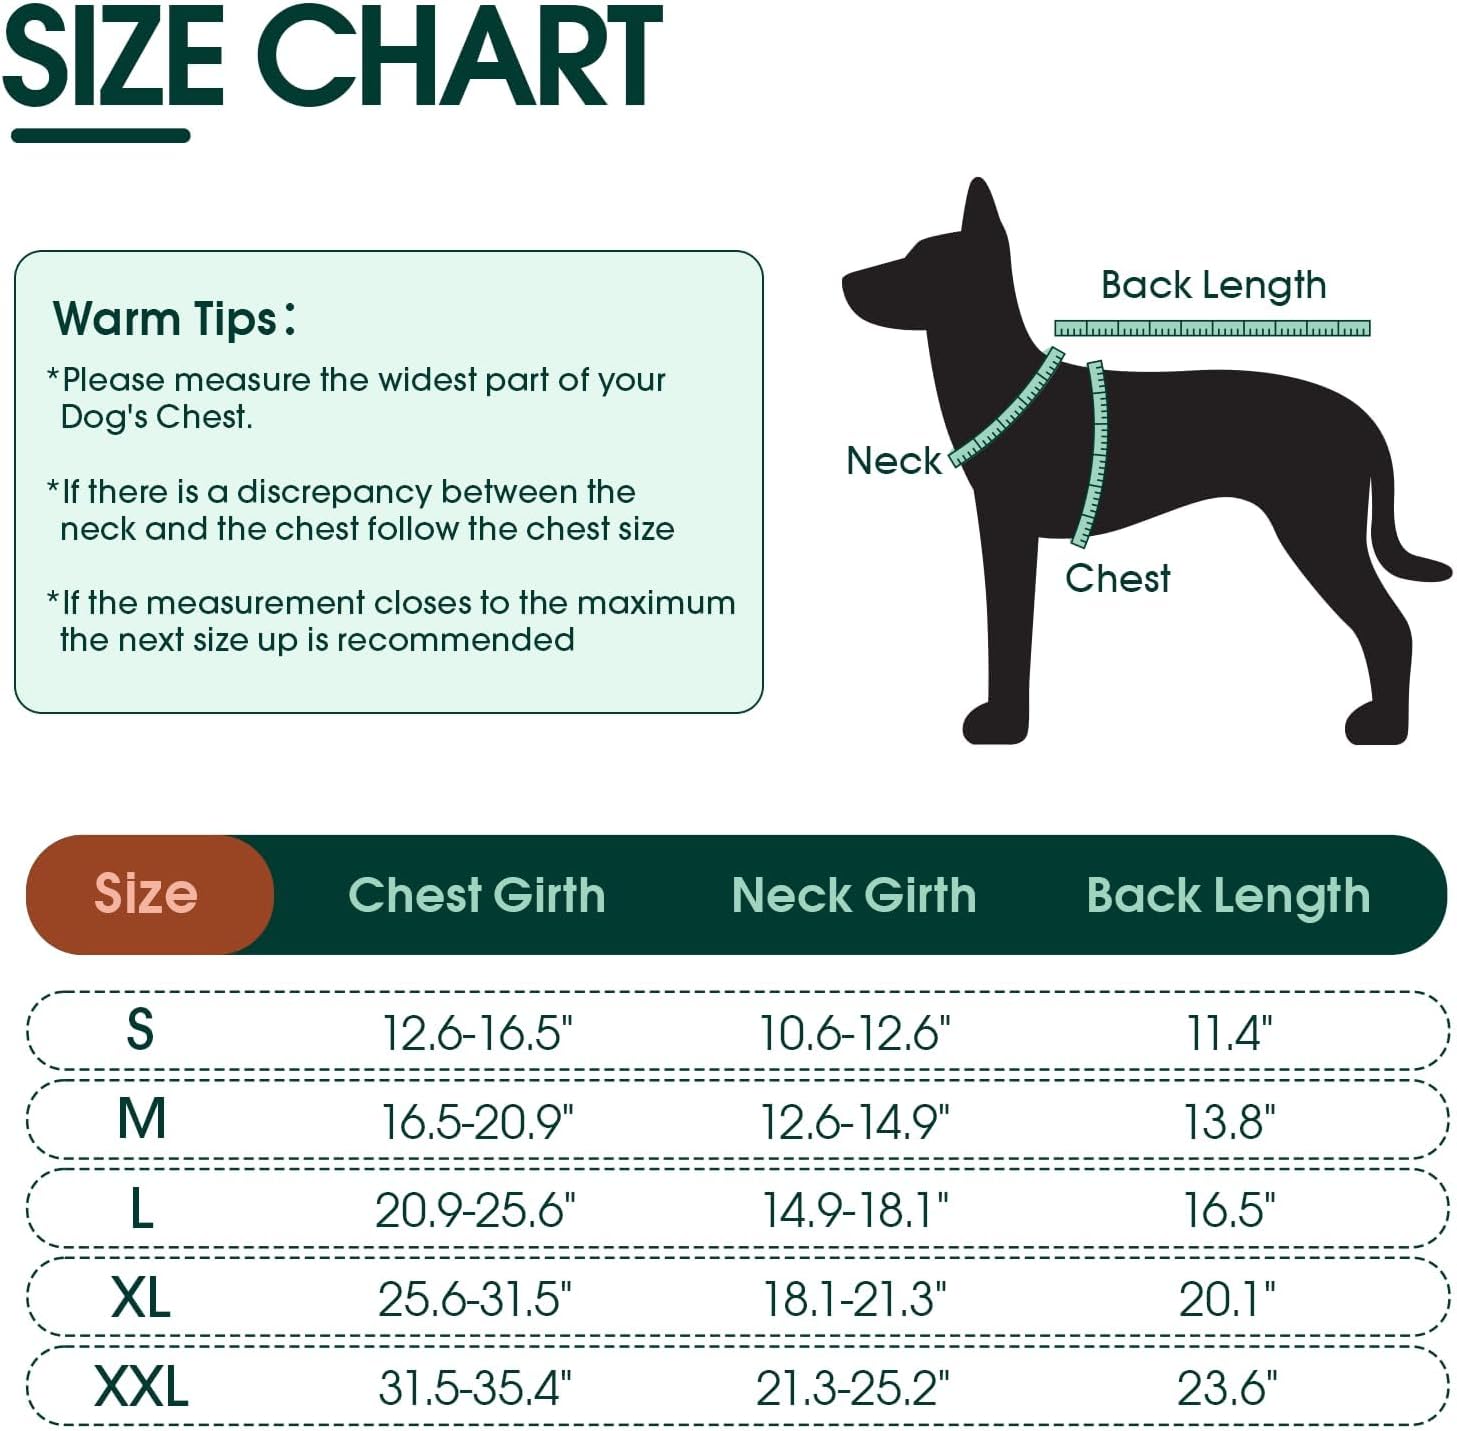 SIZE CHART
Warm Tips：
*Please measure the widest part of your
Dog's Chest.
*If there is a discrepancy between the
neck and the chest follow the chest size
*If the measurement closes to the maximum
the next size up is recommended
Back Length
Neck
Chest
Size Chest Girth Neck Girth Back Length
S 12.6-16.5" 10.6-12.6" 11.4"
M 16.5-20.9" 12.6-14.9" 13.8"
L 20.9-25.6" 14.9-18.1" 16.5"
XL 25.6-31.5" 18.1-21.3" 20.1"
XXL 31.5-35.4" 21.3-25.2" 23.6"